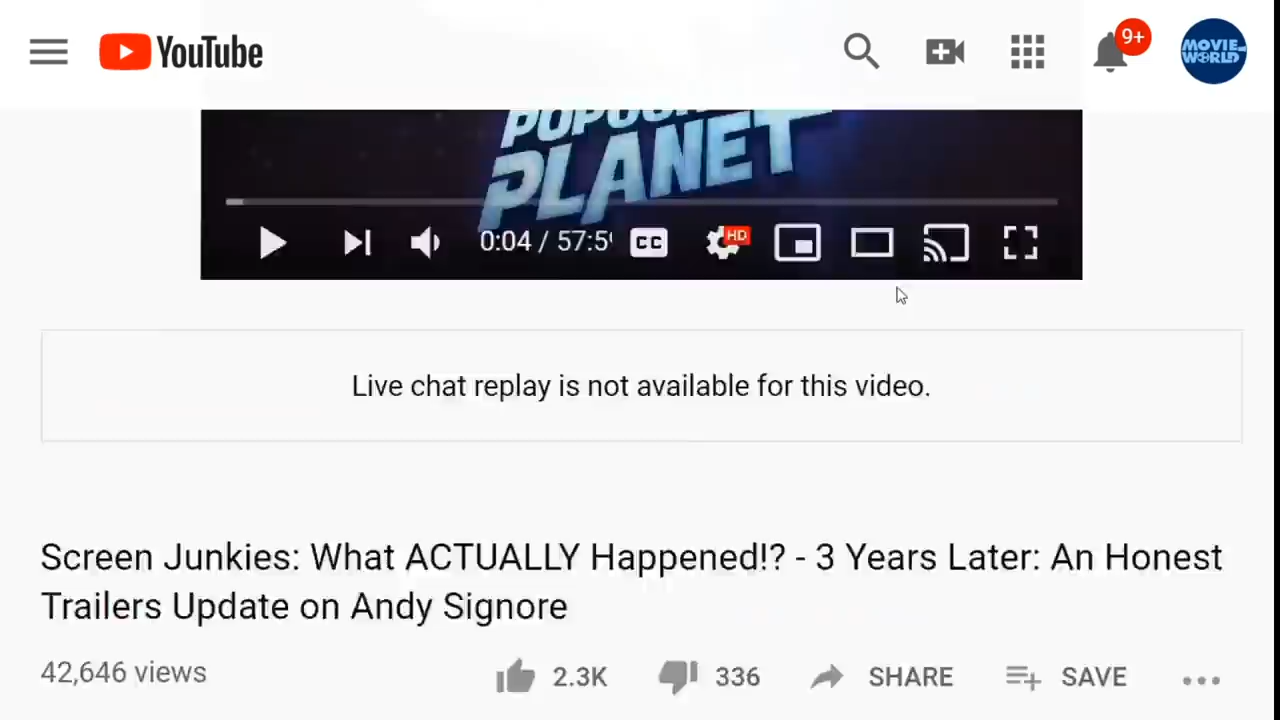 YouTube
9+
MOVIE
WORLD
PLANET
0:04 / 57:5
CC
HD
Live chat replay is not available for this video.
Screen Junkies: What ACTUALLY Happened!? - 3 Years Later: An Honest
Trailers Update on Andy Signore
42,646 views
2.3K
336
SHARE
SAVE